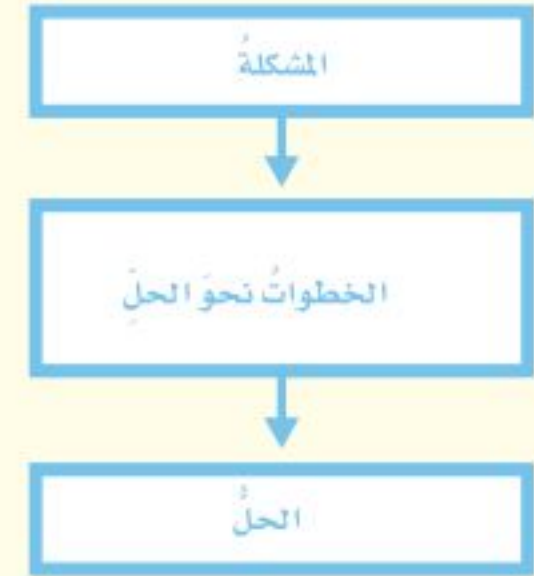 المشكلةُ
الخطواتُ نحوَ الحلِّ
الحلُّ